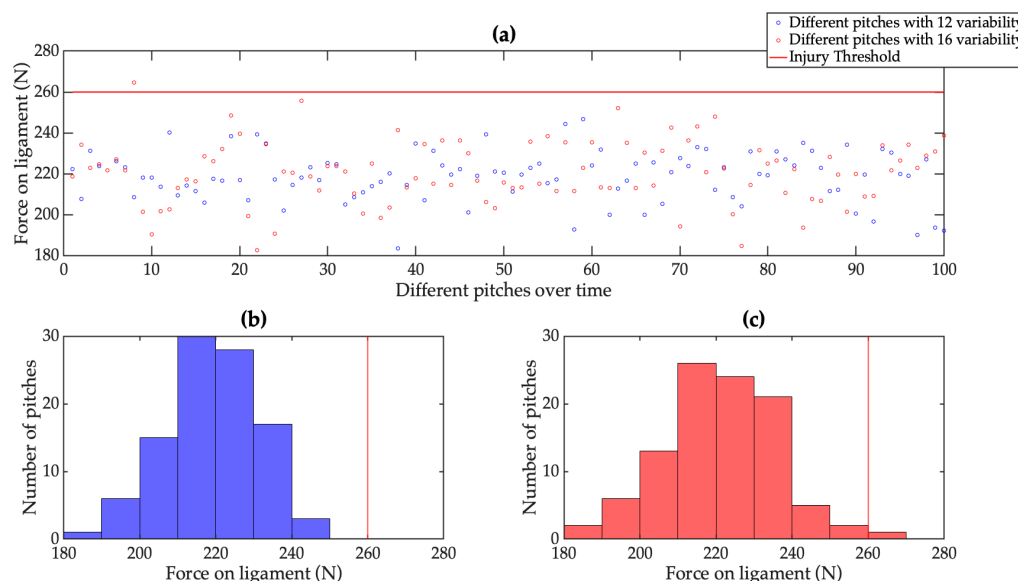 (a)
Different pitches with 12 variability
Different pitches with 16 variability
Injury Threshold
Force on ligament (N)
280
260
240
220
200
180
0 10 20 30 40 50 60 70 80 90 100
Different pitches over time
(b)
Number of pitches
30
20
10
0
180 200 220 240 260 280
Force on ligament (N)
(c)
Number of pitches
30
20
10
0
180 200 220 240 260 280
Force on ligament (N)